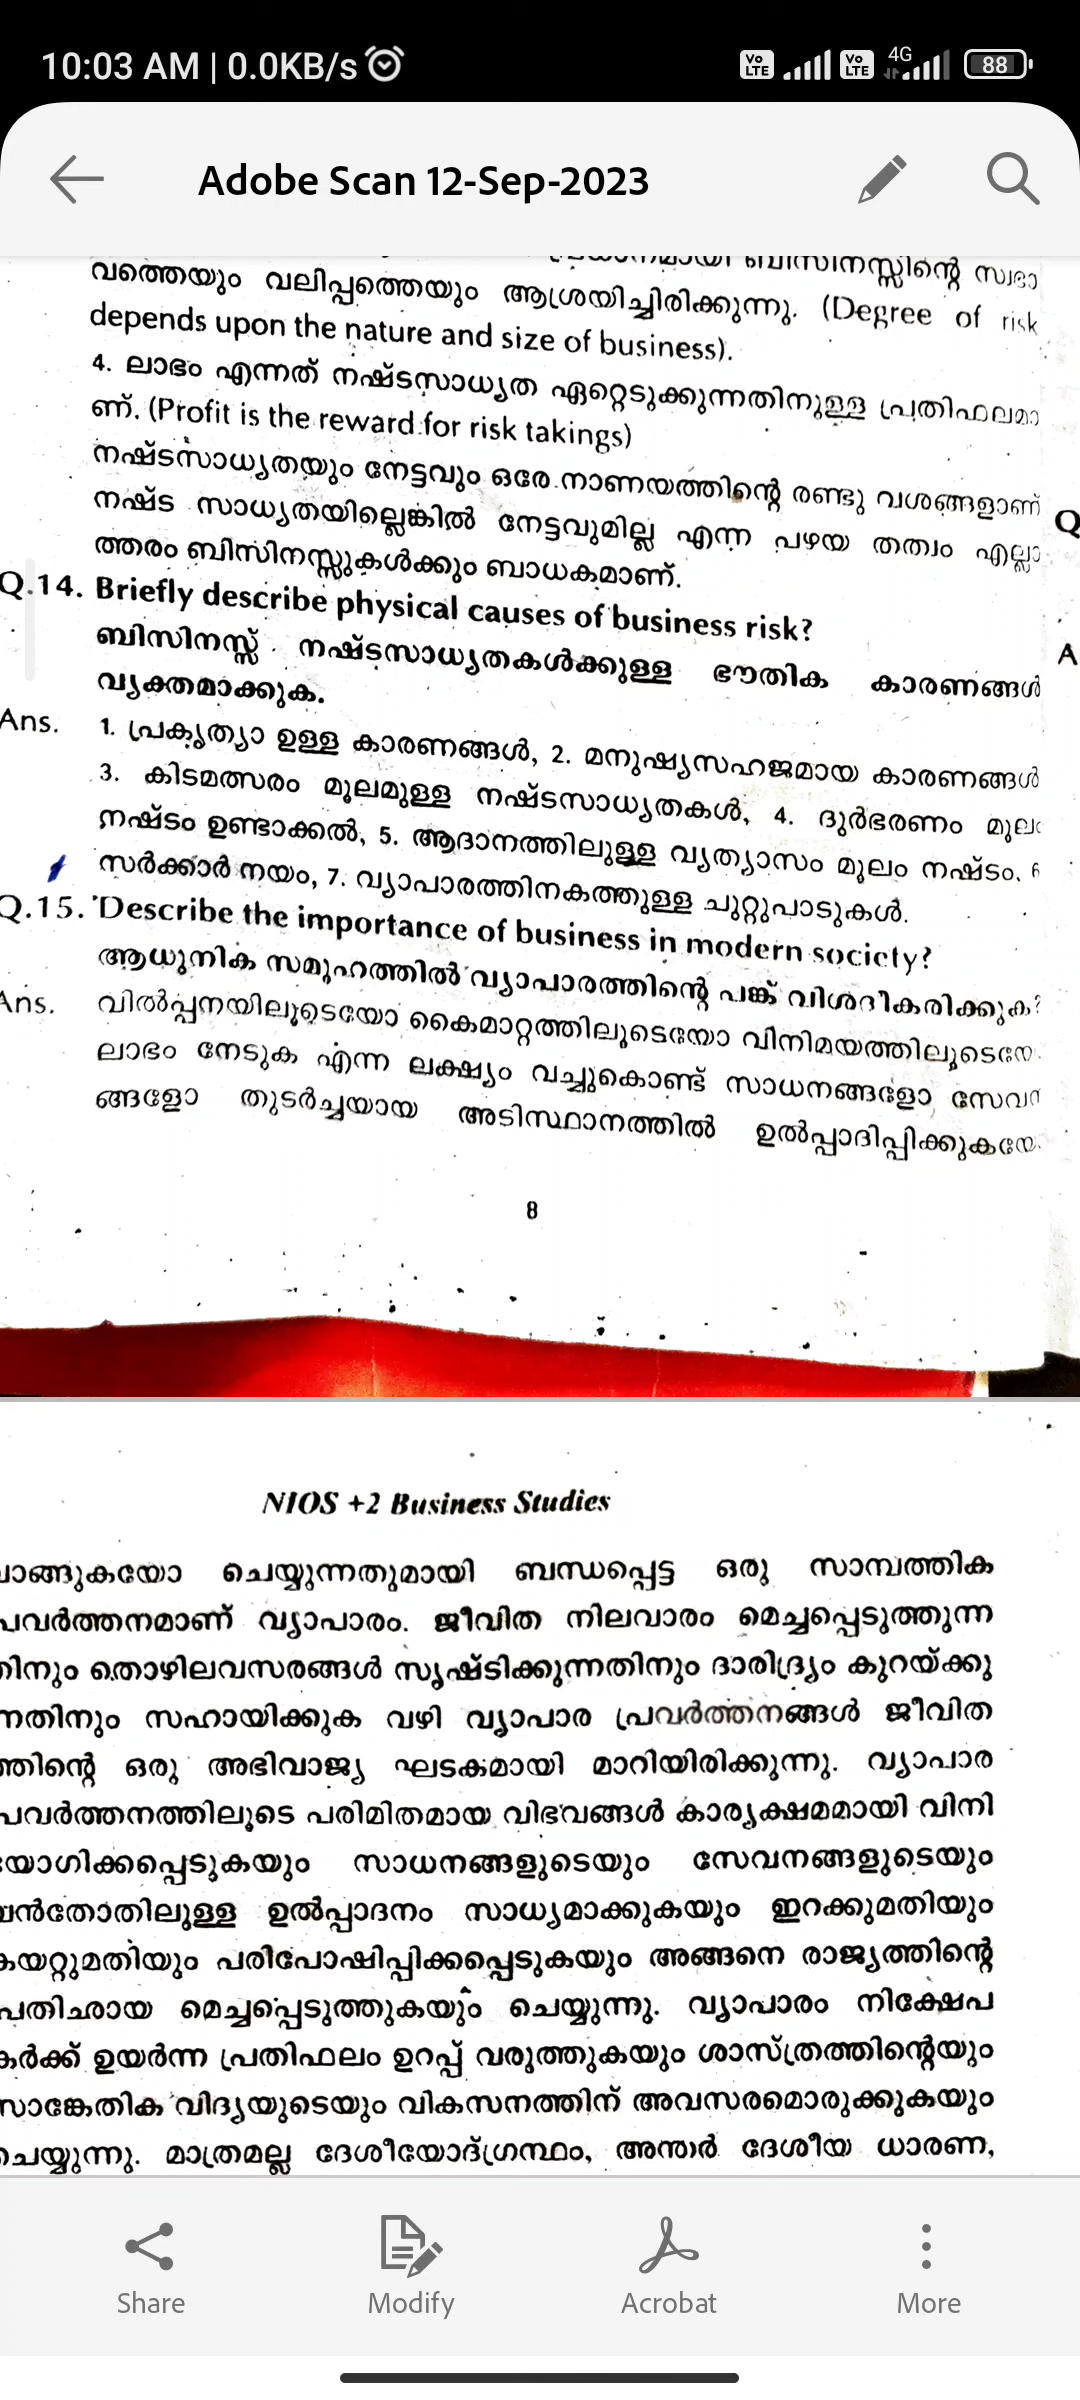 10:03 AM | 0.0KB/s
Vo LTE Vo LTE 4G 88
Adobe Scan 12-Sep-2023
ബിസിനസ്സിന്റെ സ്വഭാ
വത്തെയും വലിപ്പത്തെയും ആശ്രയിച്ചിരിക്കുന്നു. (Degree of risk
depends upon the nature and size of business).
4. ലാഭം എന്നത് നഷ്ടസാധ്യത ഏറ്റെടുക്കുന്നതിനുള്ള പ്രതിഫലമാ
ണ്. (Profit is the reward for risk takings)
നഷ്ടസാധ്യതയും നേട്ടവും ഒരേ നാണയത്തിന്റെ രണ്ടു വശങ്ങളാണ്
നഷ്ട സാധ്യതയില്ലെങ്കിൽ നേട്ടവുമില്ല എന്ന പഴയ തത്വം എല്ലാ
ത്തരം ബിസിനസ്സുകൾക്കും ബാധകമാണ്.
Q
Q.14. Briefly describe physical causes of business risk?
ബിസിനസ്സ് നഷ്ടസാധ്യതകൾക്കുള്ള ഭൗതിക കാരണങ്ങൾ
വ്യക്തമാക്കുക.
A
Ans. 1. പ്രകൃത്യാ ഉള്ള കാരണങ്ങൾ, 2. മനുഷ്യസഹജമായ കാരണങ്ങൾ
3. കിടമത്സരം മൂലമുള്ള നഷ്ടസാധ്യതകൾ, 4. ദുർഭരണം മൂലം
നഷ്ടം ഉണ്ടാക്കൽ, 5. ആദാനത്തിലുള്ള വ്യത്യാസം മൂലം നഷ്ടം, 6
സർക്കാർ നയം, 7. വ്യാപാരത്തിനകത്തുള്ള ചുറ്റുപാടുകൾ.
Q.15. Describe the importance of business in modern society?
ആധുനിക സമൂഹത്തിൽ വ്യാപാരത്തിന്റെ പങ്ക് വിശദീകരിക്കുക?
Ans. വിൽപ്പനയിലൂടെയോ കൈമാറ്റത്തിലൂടെയോ വിനിമയത്തിലൂടെയോ
ലാഭം നേടുക എന്ന ലക്ഷ്യം വച്ചുകൊണ്ട് സാധനങ്ങളോ സേവന
ങ്ങളോ തുടർച്ചയായ അടിസ്ഥാനത്തിൽ ഉൽപ്പാദിപ്പിക്കുകയോ
8
NIOS +2 Business Studies
വാങ്ങുകയോ ചെയ്യുന്നതുമായി ബന്ധപ്പെട്ട ഒരു സാമ്പത്തിക
പ്രവർത്തനമാണ് വ്യാപാരം. ജീവിത നിലവാരം മെച്ചപ്പെടുത്തുന്ന
തിനും തൊഴിലവസരങ്ങൾ സൃഷ്ടിക്കുന്നതിനും ദാരിദ്ര്യം കുറയ്ക്കു
ന്നതിനും സഹായിക്കുക വഴി വ്യാപാര പ്രവർത്തനങ്ങൾ ജീവിത
ത്തിന്റെ ഒരു അഭിവാജ്യ ഘടകമായി മാറിയിരിക്കുന്നു. വ്യാപാര
പ്രവർത്തനത്തിലൂടെ പരിമിതമായ വിഭവങ്ങൾ കാര്യക്ഷമമായി വിനി
യോഗിക്കപ്പെടുകയും സാധനങ്ങളുടെയും സേവനങ്ങളുടെയും
വൻതോതിലുള്ള ഉൽപ്പാദനം സാധ്യമാക്കുകയും ഇറക്കുമതിയും
കയറ്റുമതിയും പരിപോഷിപ്പിക്കപ്പെടുകയും അങ്ങനെ രാജ്യത്തിന്റെ
പ്രതിഛായ മെച്ചപ്പെടുത്തുകയും ചെയ്യുന്നു. വ്യാപാരം നിക്ഷേപ
കർക്ക് ഉയർന്ന പ്രതിഫലം ഉറപ്പ് വരുത്തുകയും ശാസ്ത്രത്തിന്റെയും
സാങ്കേതിക വിദ്യയുടെയും വികസനത്തിന് അവസരമൊരുക്കുകയും
ചെയ്യുന്നു. മാത്രമല്ല ദേശീയോദ്ഗ്രന്ഥം, അന്തർ ദേശീയ ധാരണ,
Share Modify Acrobat More